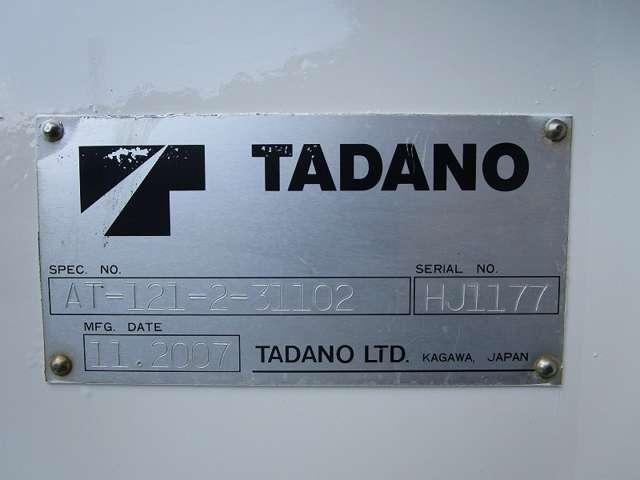 TADANO
SPEC. NO. SERIAL NO.
AT-121-2-31102 HJ1177
MFG. DATE
11.2007 TADANO LTD. KAGAWA, JAPAN